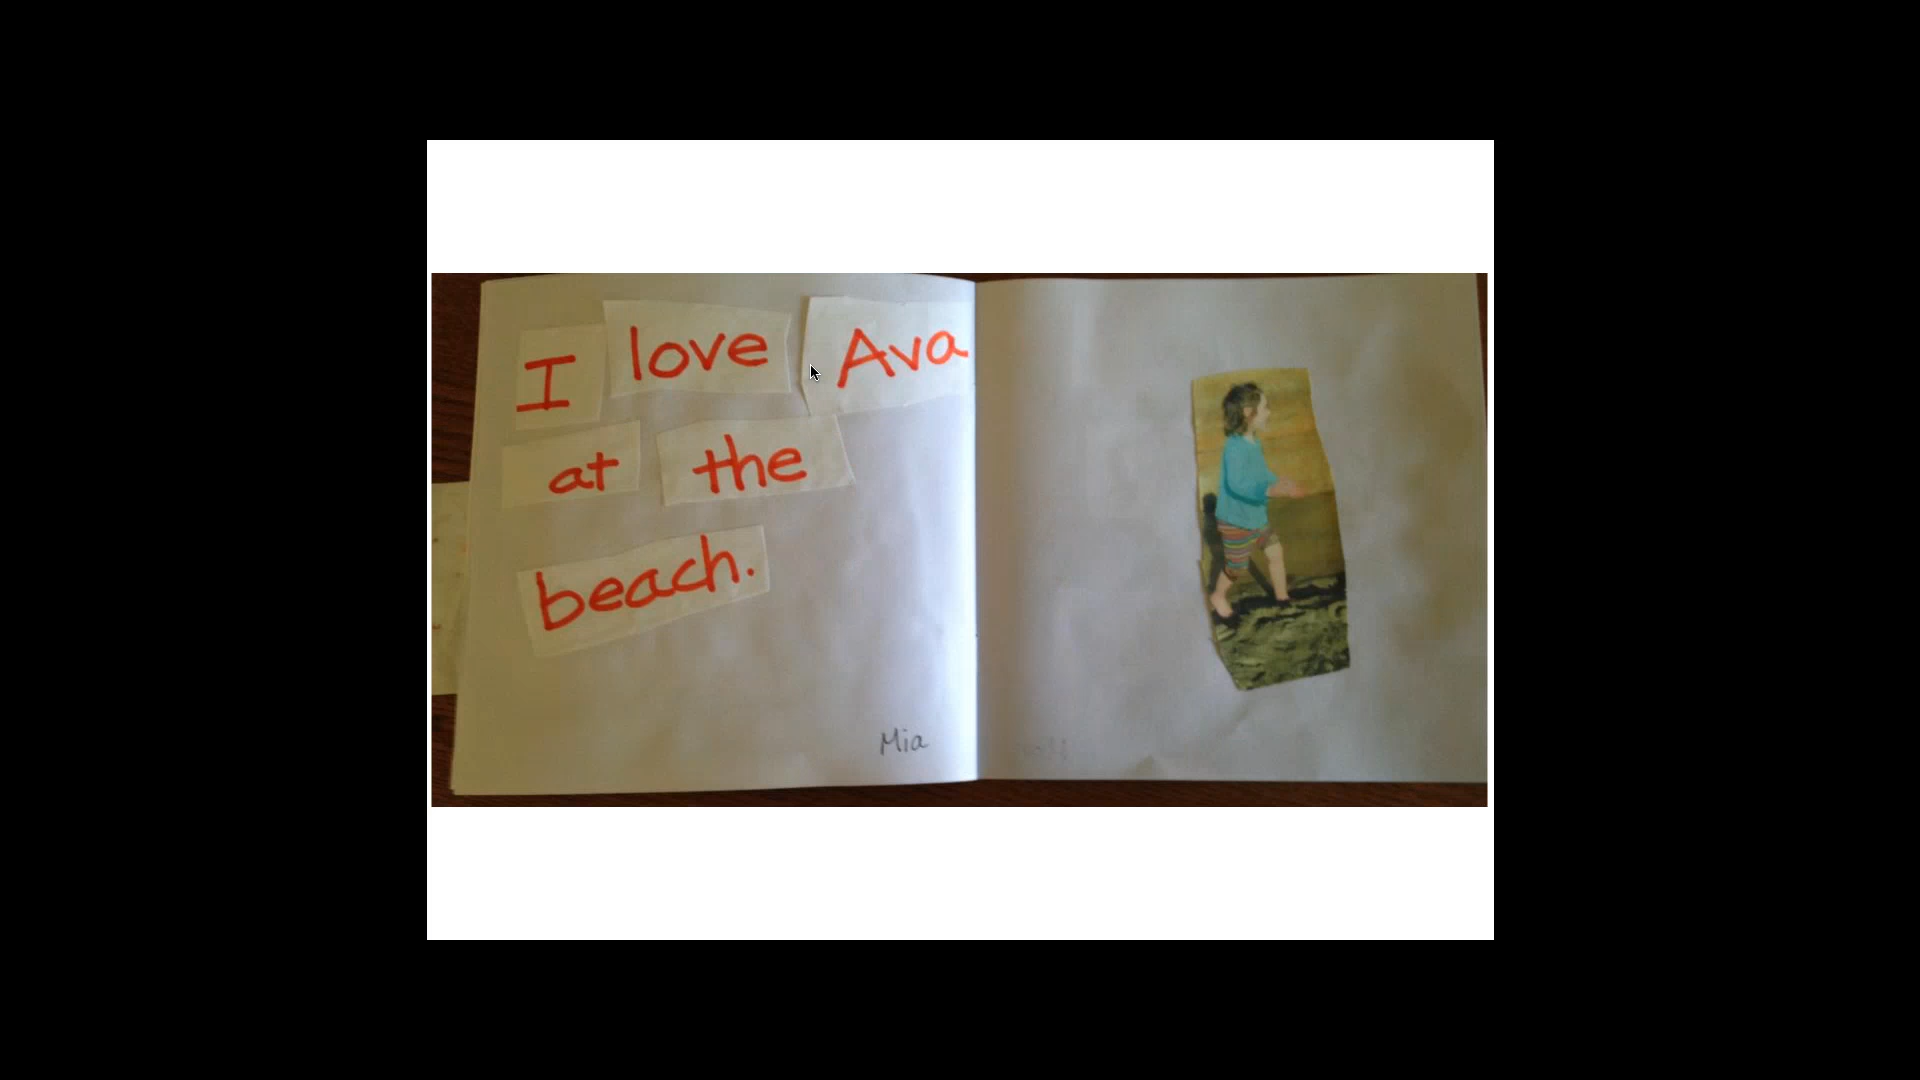 I love Ava
at the
beach.
Mia